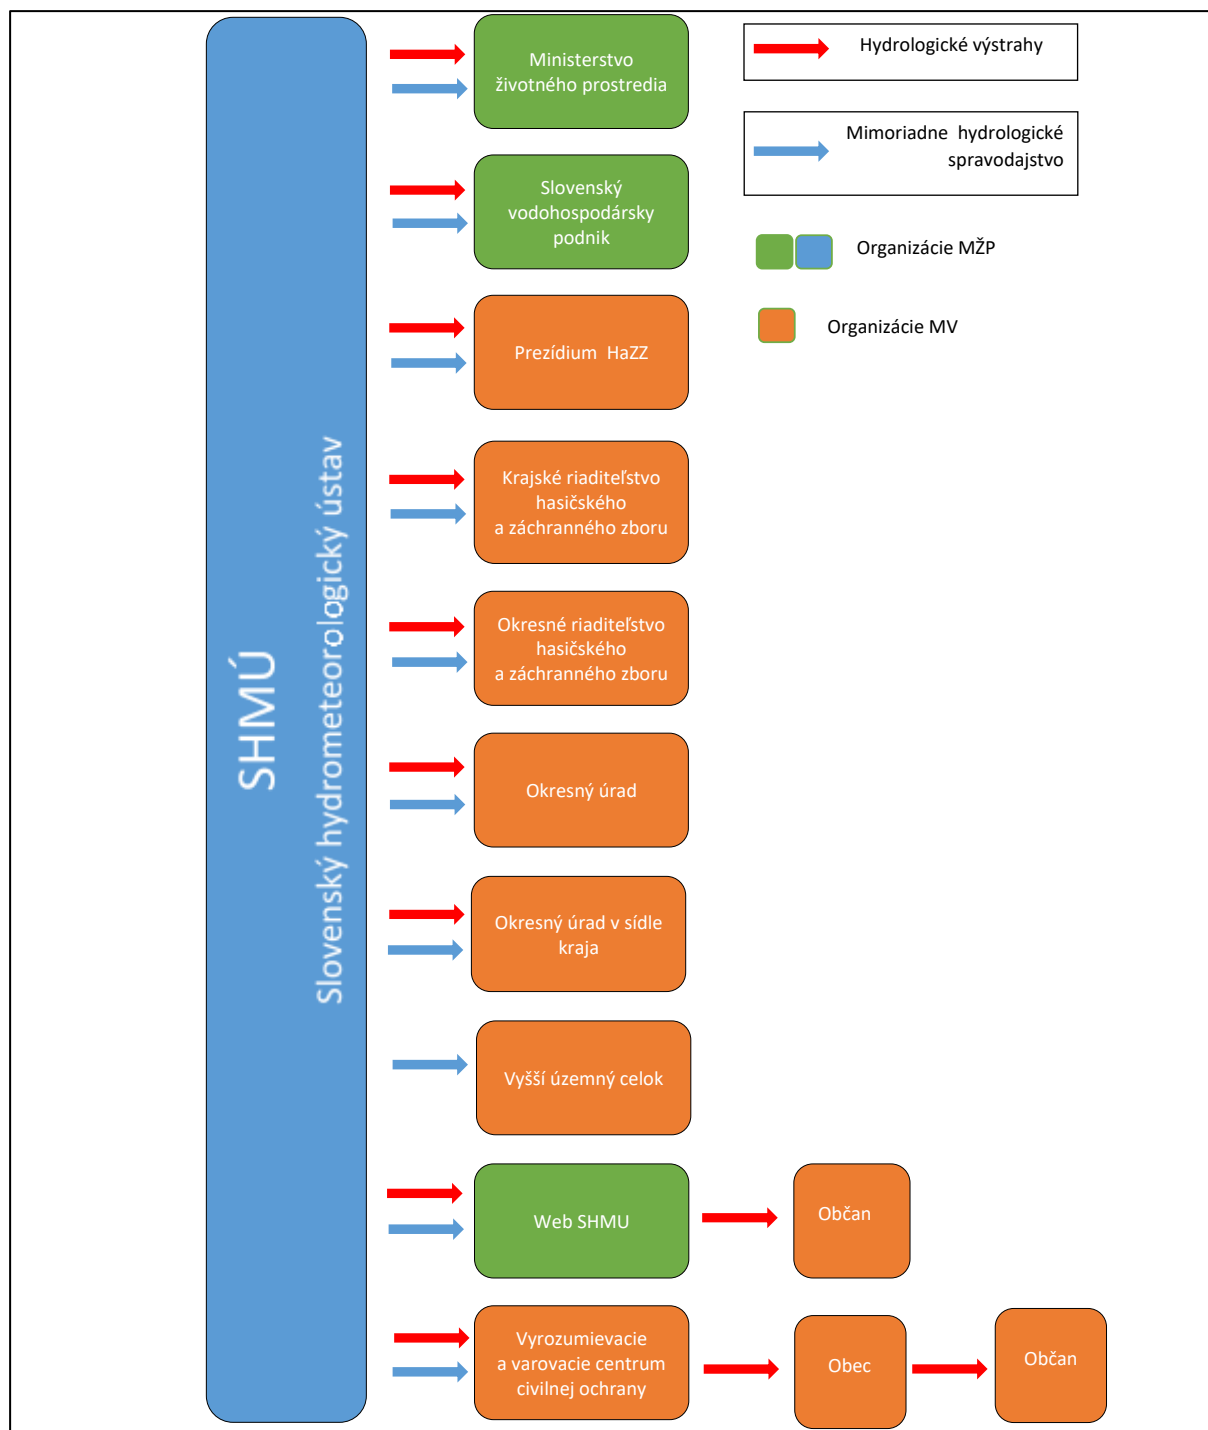 SHMÚ
Slovenský hydrometeorologický ústav
Ministerstvo
životného prostredia
Slovenský
vodohospodársky
podnik
Prezídium HaZZ
Krajské riaditeľstvo
hasičského
a záchranného zboru
Okresné riaditeľstvo
hasičského
a záchranného zboru
Okresný úrad
Okresný úrad v sídle
kraja
Vyšší územný celok
Web SHMU
Občan
Vyrozumievacie
a varovacie centrum
civilnej ochrany
Obec
Občan
Hydrologické výstrahy
Mimoriadne hydrologické
spravodajstvo
Organizácie MŽP
Organizácie MV